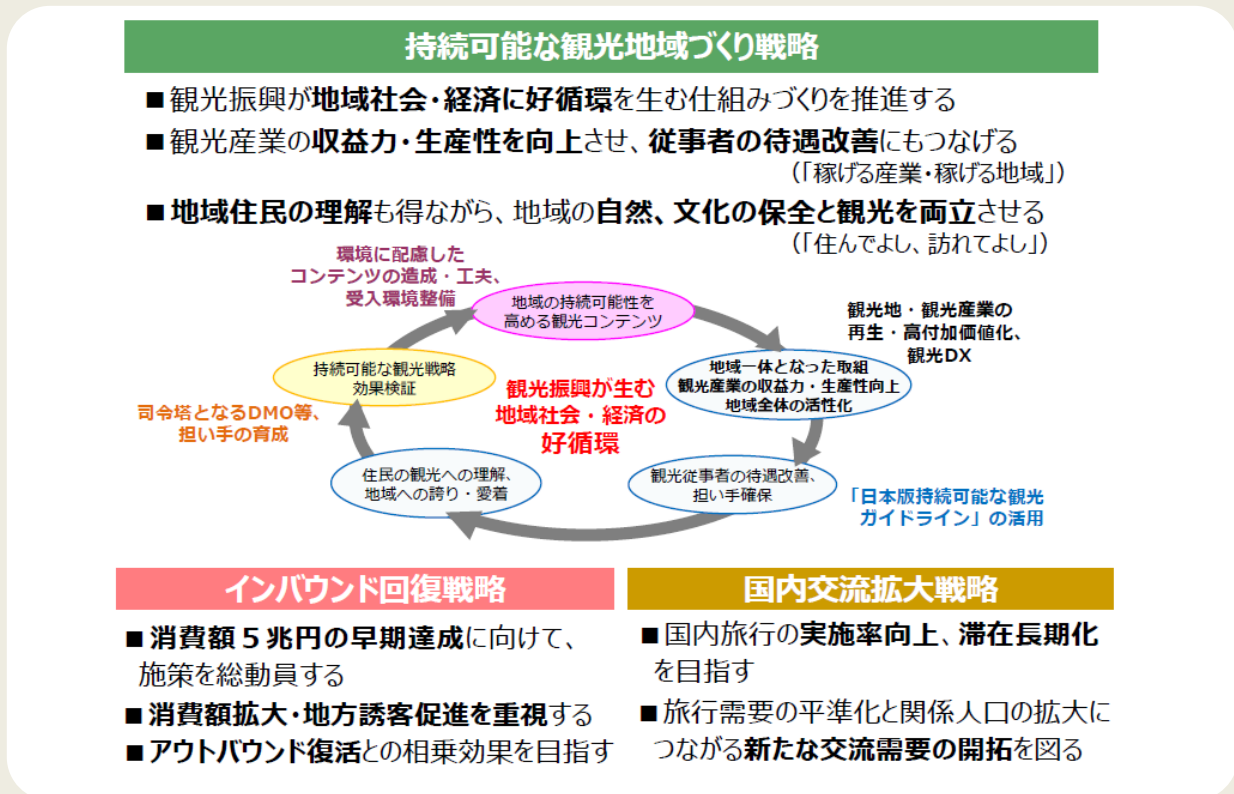 持続可能な観光地域づくり戦略
■観光振興が地域社会・経済に好循環を生む仕組みづくりを推進する
■観光産業の収益力・生産性を向上させ、従事者の待遇改善にもつなげる
（「稼げる産業・稼げる地域」）
■地域住民の理解も得ながら、地域の自然、文化の保全と観光を両立させる
（「住んでよし、訪れてよし」）
環境に配慮した
コンテンツの造成・工夫、
受入環境整備
地域の持続可能性を
高める観光コンテンツ
観光地・観光産業の
再生・高付加価値化、
観光DX
持続可能な観光戦略
効果検証
地域一体となった取組
観光産業の収益力・生産性向上
地域全体の活性化
観光振興が生む
地域社会・経済の
好循環
司令塔となるDMO等、
担い手の育成
住民の観光への理解、
地域への誇り・愛着
観光従事者の待遇改善、
担い手確保
「日本版持続可能な観光
ガイドライン」の活用
インバウンド回復戦略
■消費額５兆円の早期達成に向けて、
施策を総動員する
■消費額拡大・地方誘客促進を重視する
■アウトバウンド復活との相乗効果を目指す
国内交流拡大戦略
■国内旅行の実施率向上、滞在長期化
を目指す
■旅行需要の平準化と関係人口の拡大に
つながる新たな交流需要の開拓を図る